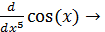 d/dx⁵ cos(x) →